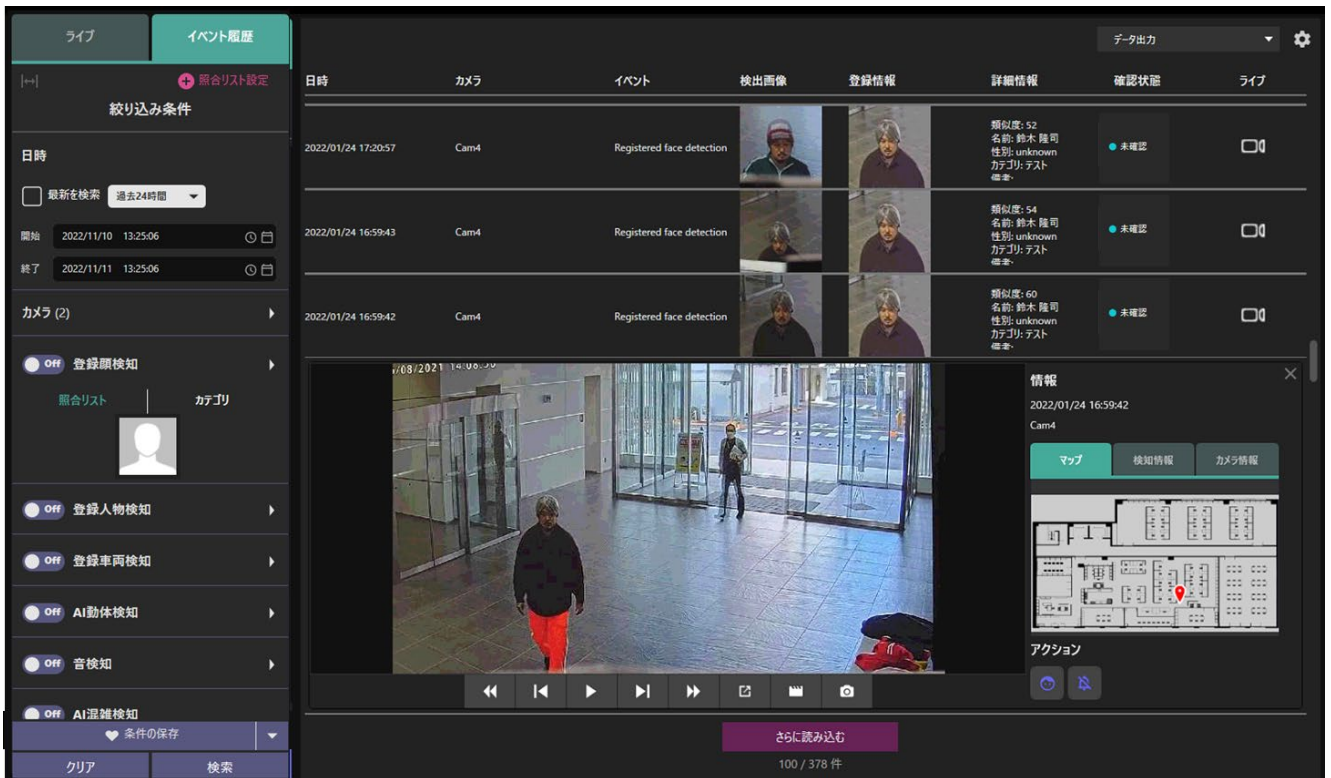 ライブ
イベント履歴
照合リスト設定
絞り込み条件
日時
最新を検索 過去24時間
開始 2022/11/10 13:25:06
終了 2022/11/11 13:25:06
カメラ (2)
Off 登録顔検知
照合リスト カテゴリ
Off 登録人物検知
Off 登録車両検知
Off AI動体検知
Off 音検知
Off AI混雑検知
条件の保存
クリア 検索
データ出力
日時 カメラ イベント 検出画像 登録情報 詳細情報 確認状態 ライブ
2022/01/24 17:20:57 Cam4 Registered face detection
類似度: 52
名前: 鈴木 隆司
性別: unknown
カテゴリ: テスト
備考:
未確認
2022/01/24 16:59:43 Cam4 Registered face detection
類似度: 54
名前: 鈴木 隆司
性別: unknown
カテゴリ: テスト
備考:
未確認
2022/01/24 16:59:42 Cam4 Registered face detection
類似度: 60
名前: 鈴木 隆司
性別: unknown
カテゴリ: テスト
備考:
未確認
/08/2021 14:08:50
情報
2022/01/24 16:59:42
Cam4
マップ 検知情報 カメラ情報
アクション
さらに読み込む
100 / 378 件